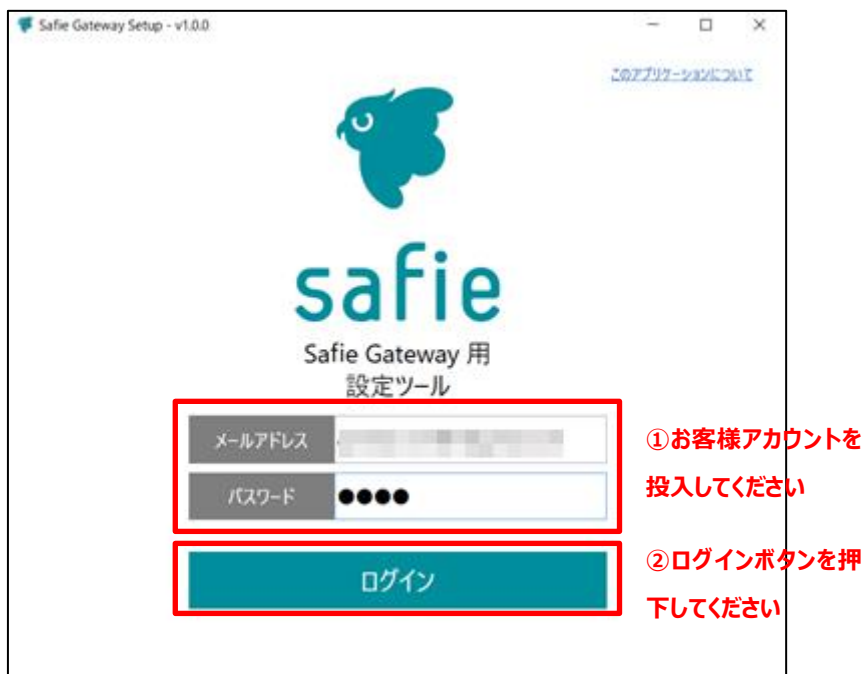 Safie Gateway Setup - v1.0.0
このアプリケーションについて
safie
Safie Gateway 用
設定ツール
メールアドレス
パスワード ●●●●
①お客様アカウントを
投入してください
ログイン
②ログインボタンを押
下してください